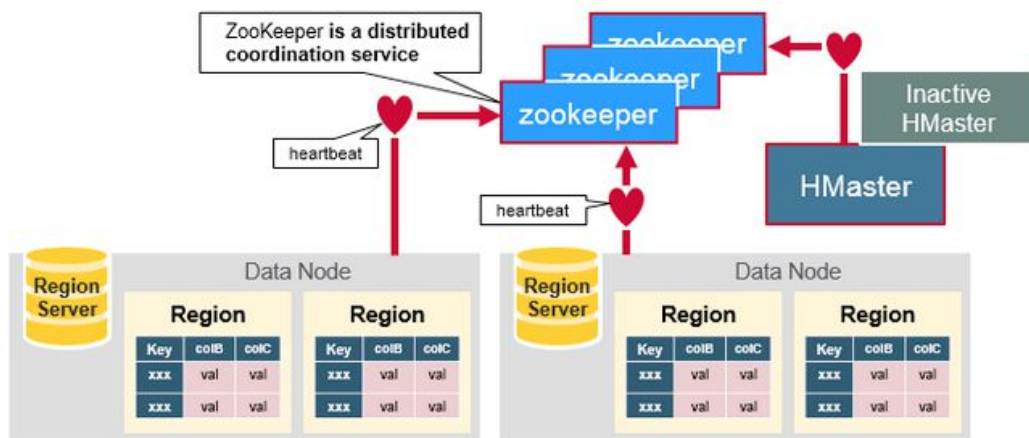 ZooKeeper is a distributed
coordination service
zookeeper
zookeeper
zookeeper
Inactive
HMaster
HMaster
heartbeat
heartbeat
Region
Server
Data Node
Region
Key colB colC
xxx val val
xxx val val
Region
Key colB colC
xxx val val
xxx val val
Region
Server
Data Node
Region
Key colB colC
xxx val val
xxx val val
Region
Key colB colC
xxx val val
xxx val val